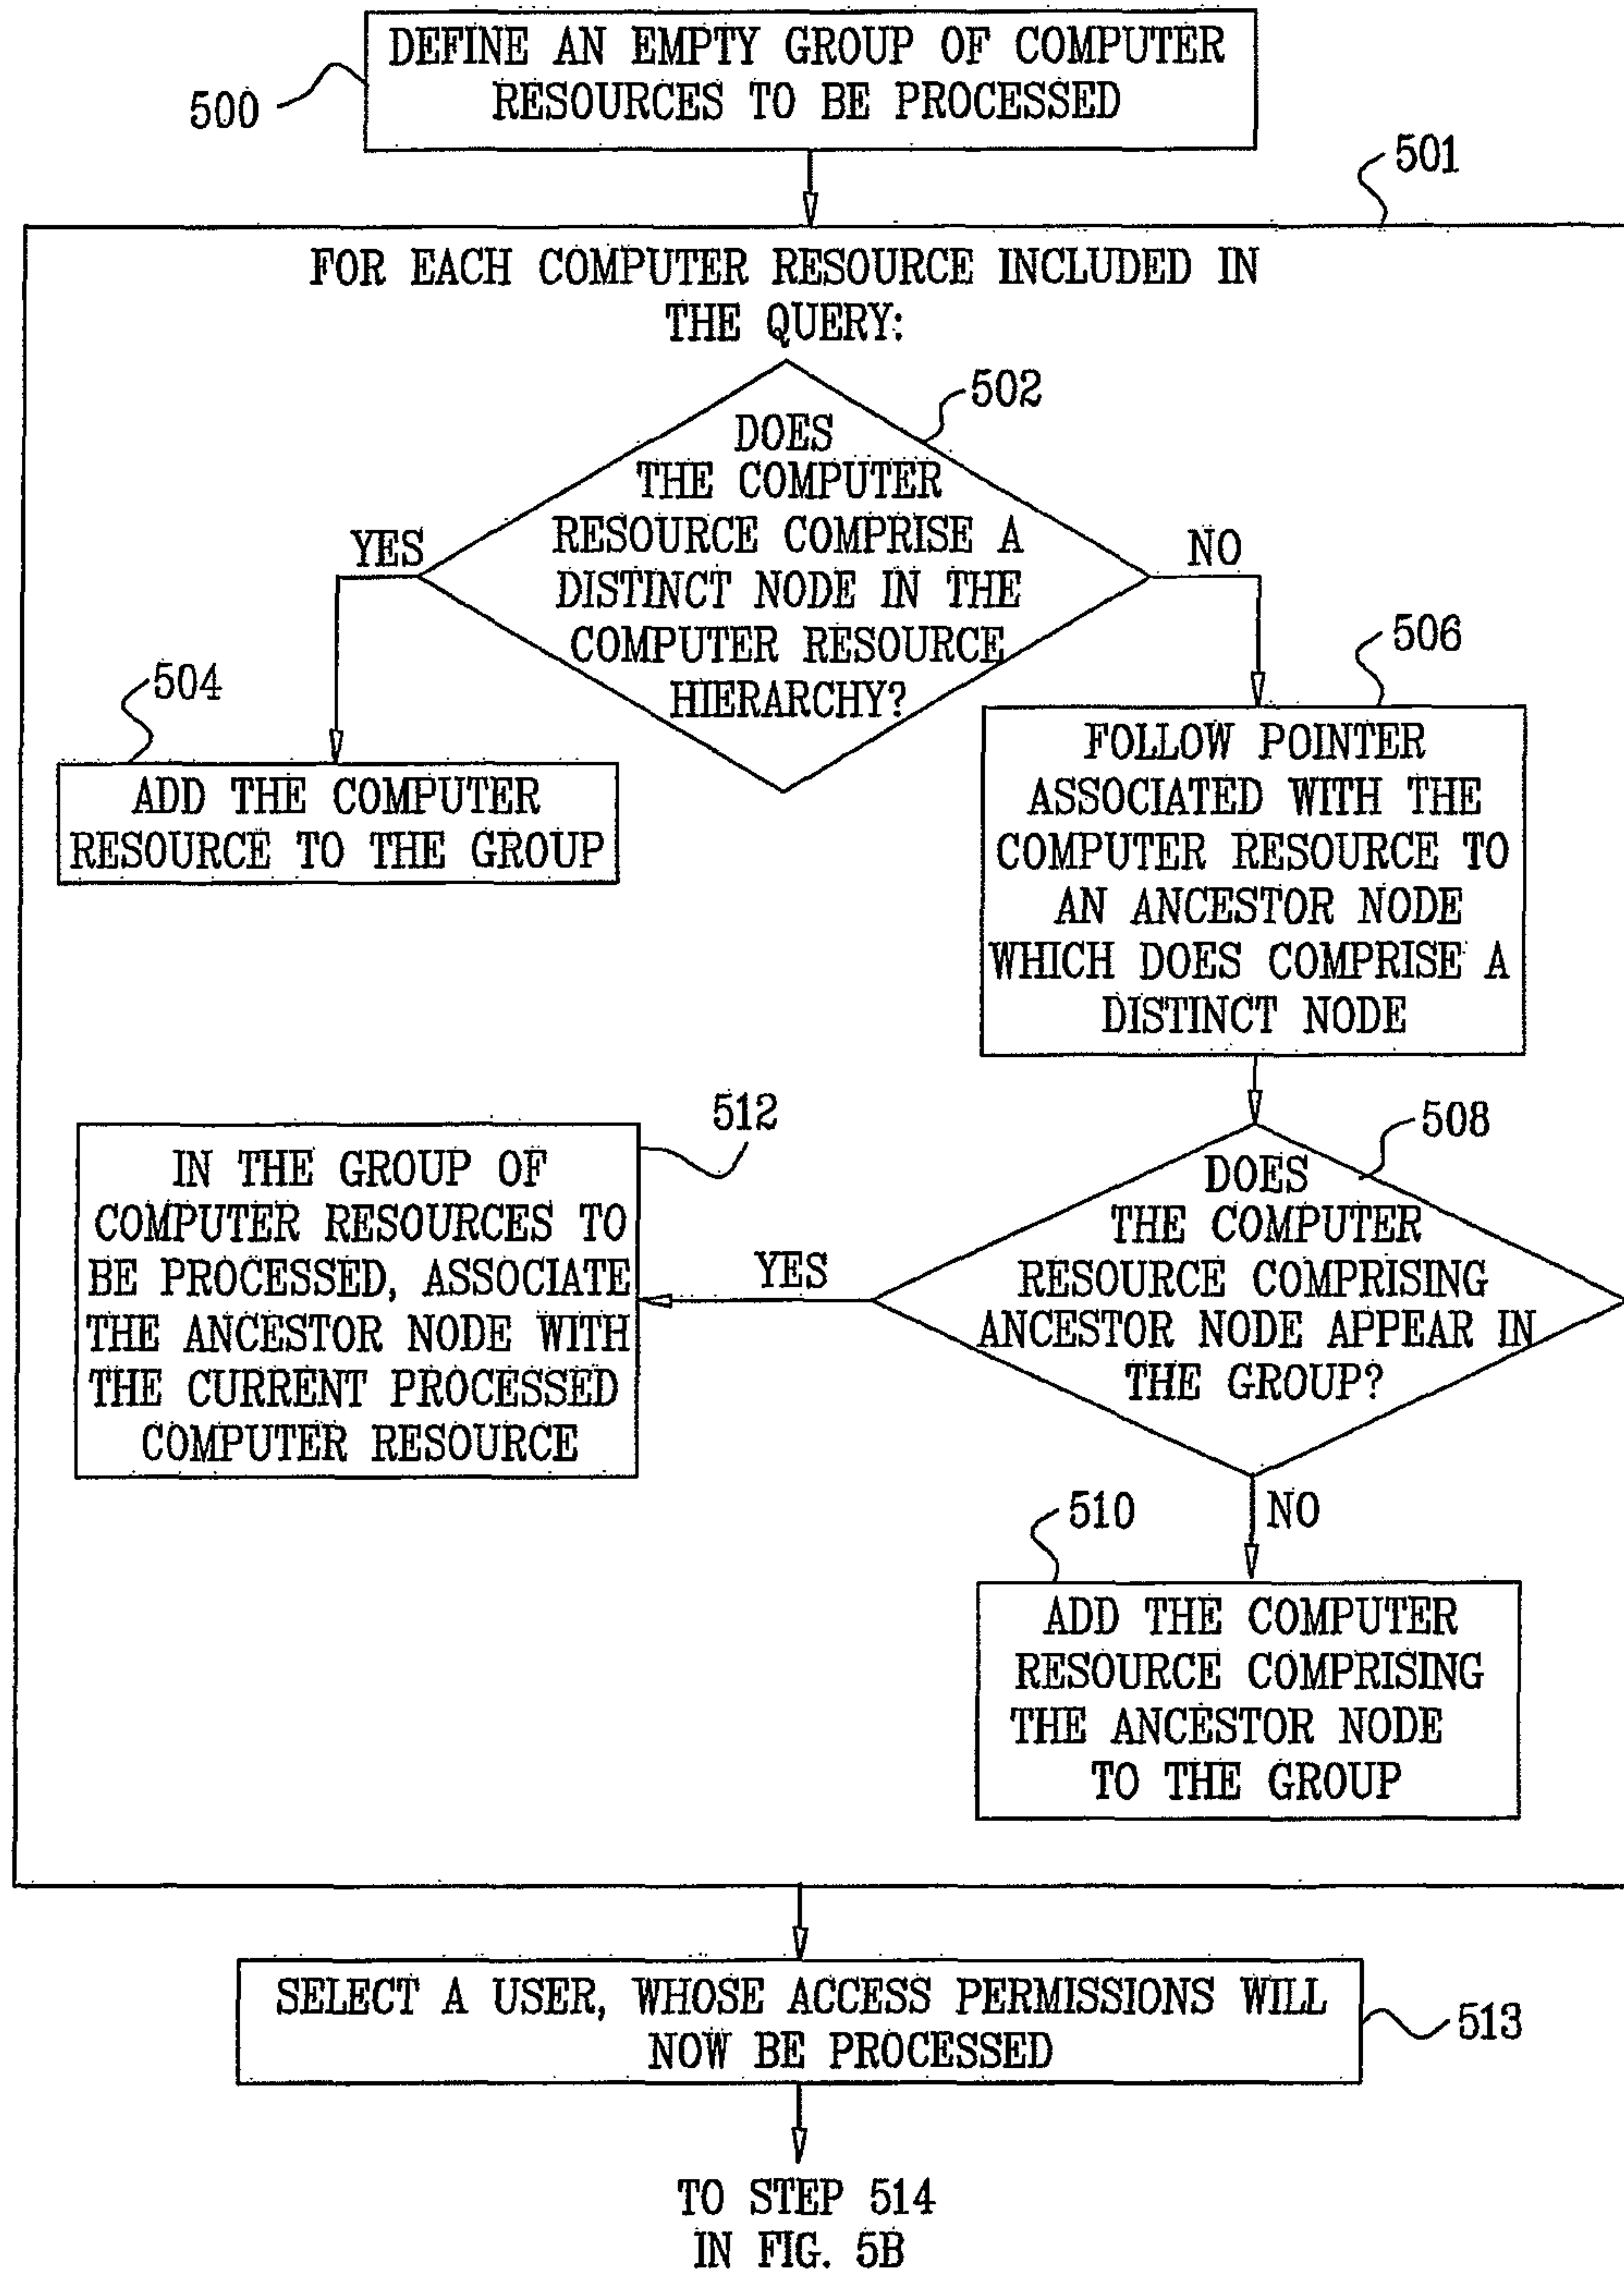 DEFINE AN EMPTY GROUP OF COMPUTER
RESOURCES TO BE PROCESSED
500
501
FOR EACH COMPUTER RESOURCE INCLUDED IN
THE QUERY:
502
DOES
THE COMPUTER
RESOURCE COMPRISE A
DISTINCT NODE IN THE
COMPUTER RESOURCE
HIERARCHY?
YES
NO
504
ADD THE COMPUTER
RESOURCE TO THE GROUP
506
FOLLOW POINTER
ASSOCIATED WITH THE
COMPUTER RESOURCE TO
AN ANCESTOR NODE
WHICH DOES COMPRISE A
DISTINCT NODE
508
DOES
THE COMPUTER
RESOURCE COMPRISING
ANCESTOR NODE APPEAR IN
THE GROUP?
YES
512
IN THE GROUP OF
COMPUTER RESOURCES TO
BE PROCESSED, ASSOCIATE
THE ANCESTOR NODE WITH
THE CURRENT PROCESSED
COMPUTER RESOURCE
NO
510
ADD THE COMPUTER
RESOURCE COMPRISING
THE ANCESTOR NODE
TO THE GROUP
SELECT A USER, WHOSE ACCESS PERMISSIONS WILL
NOW BE PROCESSED
513
TO STEP 514
IN FIG. 5B